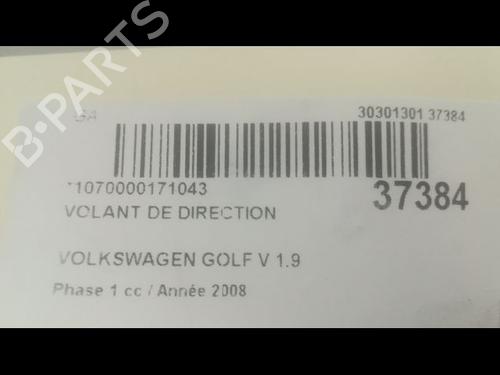 B-PARTS
30301301 37384
*1070000171043
37384
VOLANT DE DIRECTION
VOLKSWAGEN GOLF V 1.9
Phase 1 cc / Année 2008